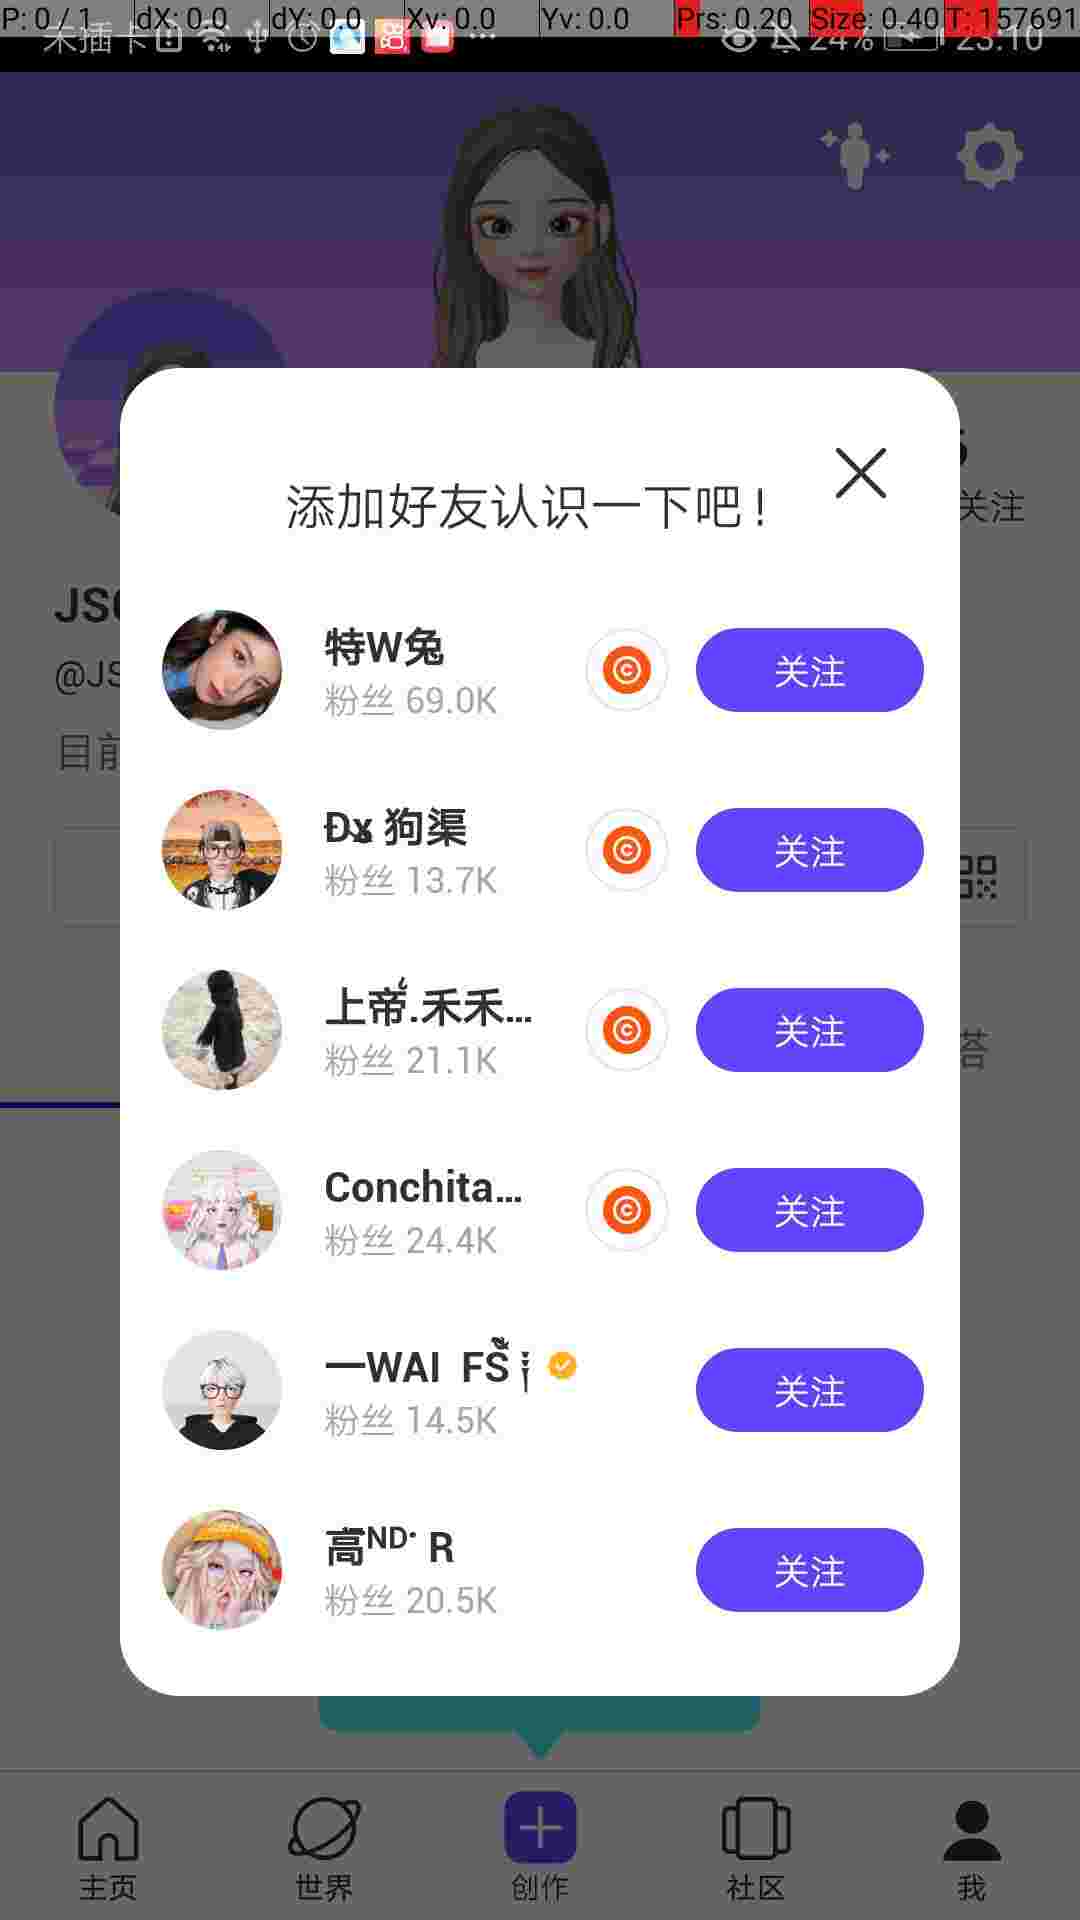 P: 0 / 1 dX: 0.0 dY: 0.0 Xv: 0.0 Yv: 0.0 Prs: 0.20 Size: 0.40 T: 157691
未插卡 24% 23:10
关注
JS
@JS
目前
添加好友认识一下吧!
特W兔
粉丝 69.0K
关注
狗渠
粉丝 13.7K
关注
上帝.禾禾...
粉丝 21.1K
关注
答
Conchita...
粉丝 24.4K
关注
一WAI FS
粉丝 14.5K
关注
高ᴺᴰ· R
粉丝 20.5K
关注
主页
世界
创作
社区
我